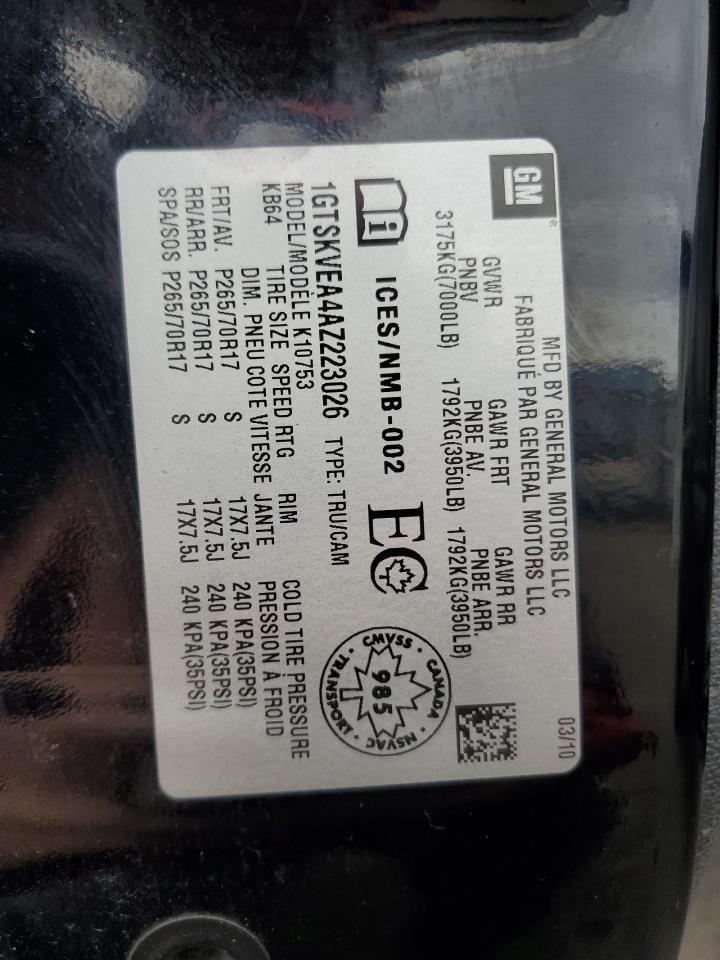 GM ®
MFD BY GENERAL MOTORS LLC 03/10
FABRIQUÉ PAR GENERAL MOTORS LLC
GVWR GAWR FRT GAWR RR
PNBV PNBE AV. PNBE ARR.
3175KG(7000LB) 1792KG(3950LB) 1792KG(3950LB)
i ICES/NMB-002 EC
CMVSS · CANADA · NSVAC · TRANSPORT ·
985
1GTSKVEA4AZ223026 TYPE: TRU/CAM
MODEL/MODÈLE K10753
KB64 TIRE SIZE SPEED RTG RIM COLD TIRE PRESSURE
DIM. PNEU COTE VITESSE JANTE PRESSION À FROID
FRT/AV. P265/70R17 S 17X7.5J 240 KPA(35PSI)
RR/ARR. P265/70R17 S 17X7.5J 240 KPA(35PSI)
SPA/SOS P265/70R17 S 17X7.5J 240 KPA(35PSI)